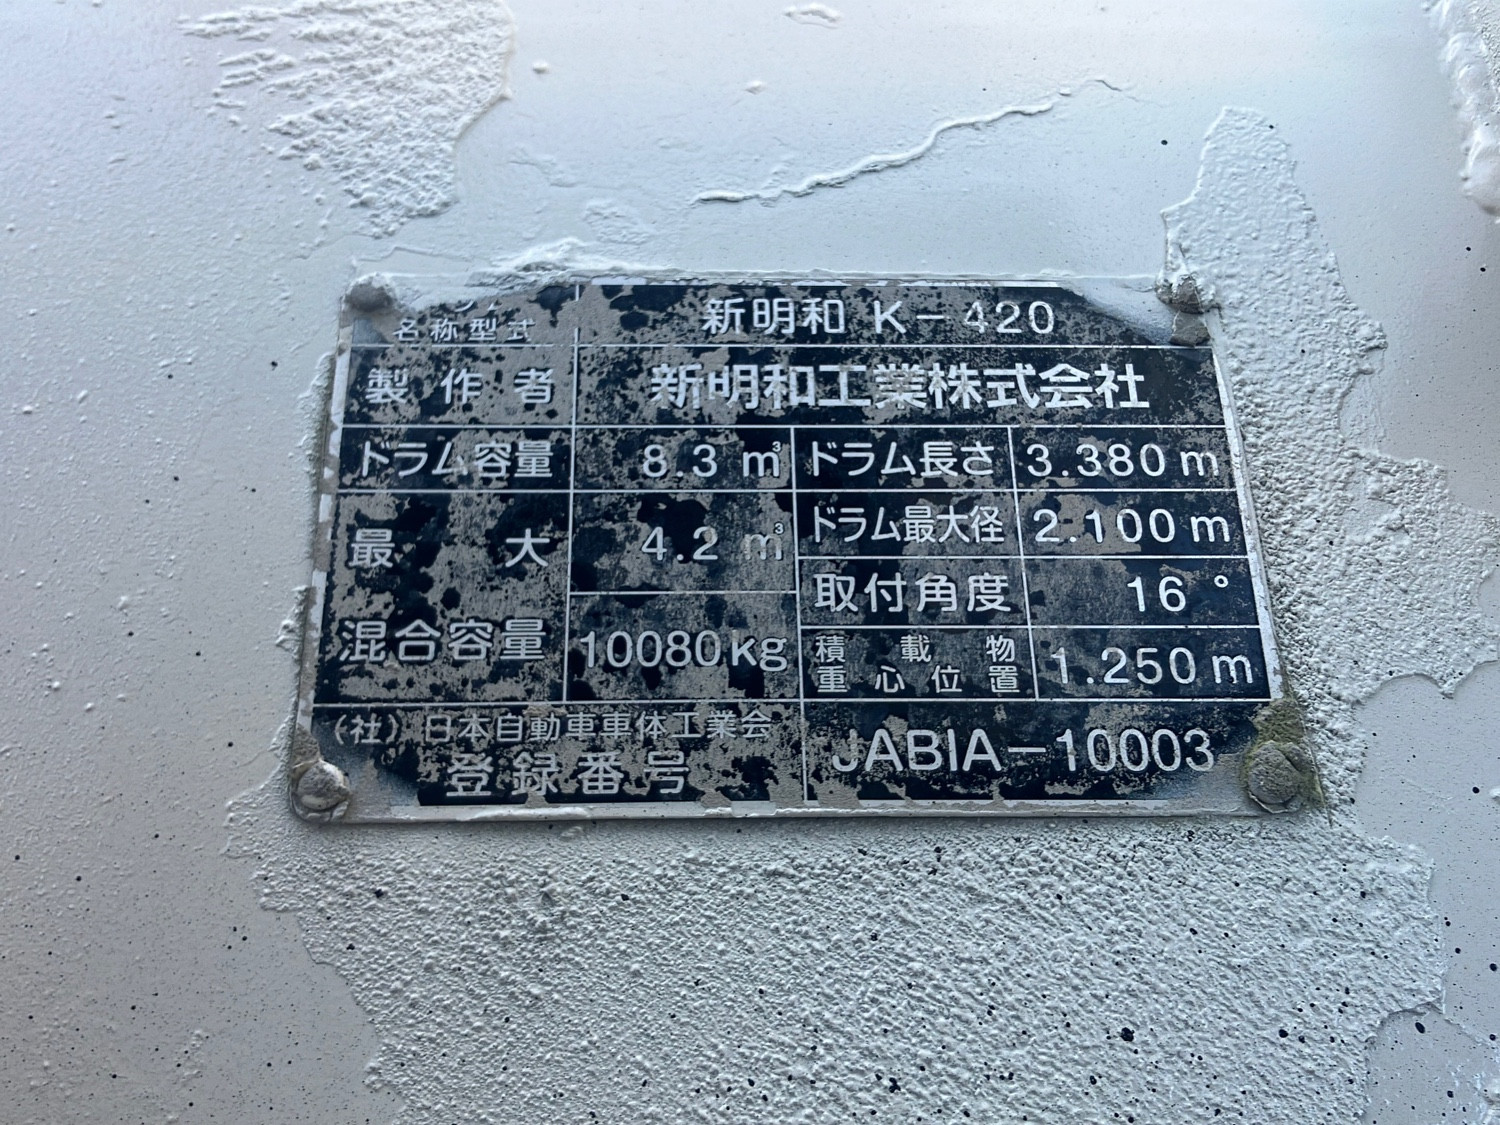 名称型式 新明和 K-420
製作者 新明和工業株式会社
ドラム容量 8.3 m³ ドラム長さ 3.380 m
最大混合容量 4.2 m³ 10080kg
ドラム最大径 2.100 m
取付角度 16°
積載物重心位置 1.250 m
(社)日本自動車車体工業会
登録番号 JABIA-10003